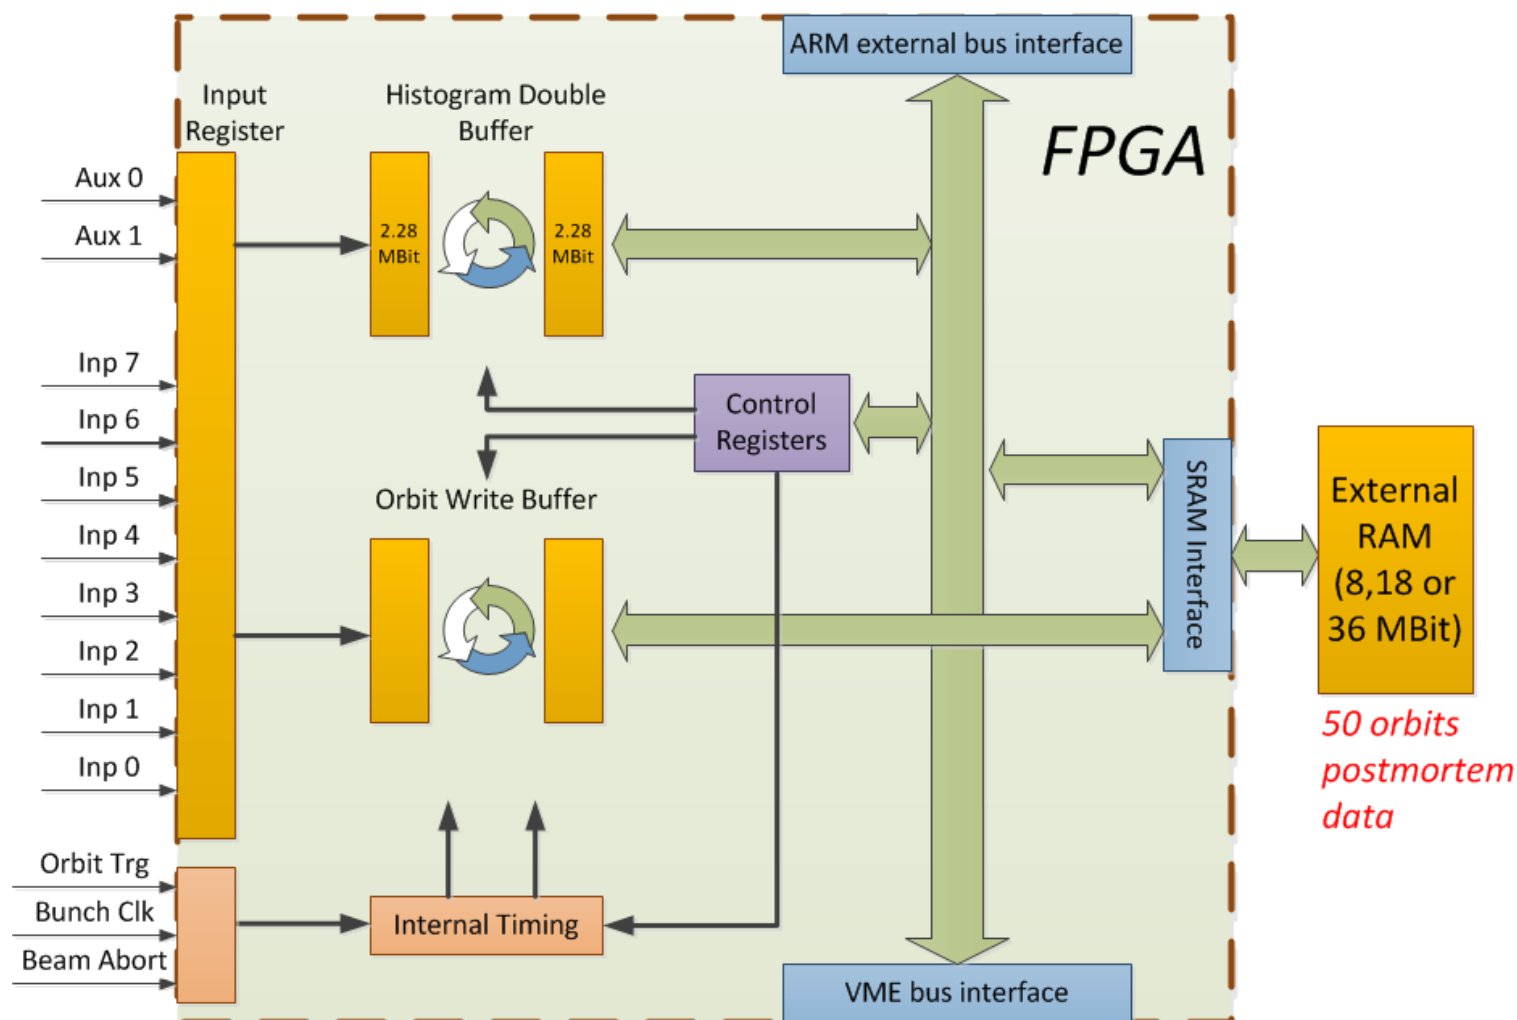 ARM external bus interface
Input
Register
Histogram Double
Buffer
FPGA
Aux 0
Aux 1
2.28
MBit
2.28
MBit
Inp 7
Inp 6
Inp 5
Inp 4
Inp 3
Inp 2
Inp 1
Inp 0
Control
Registers
Orbit Write Buffer
SRAM Interface
External
RAM
(8,18 or
36 MBit)
50 orbits
postmortem
data
Orbit Trg
Bunch Clk
Beam Abort
Internal Timing
VME bus interface